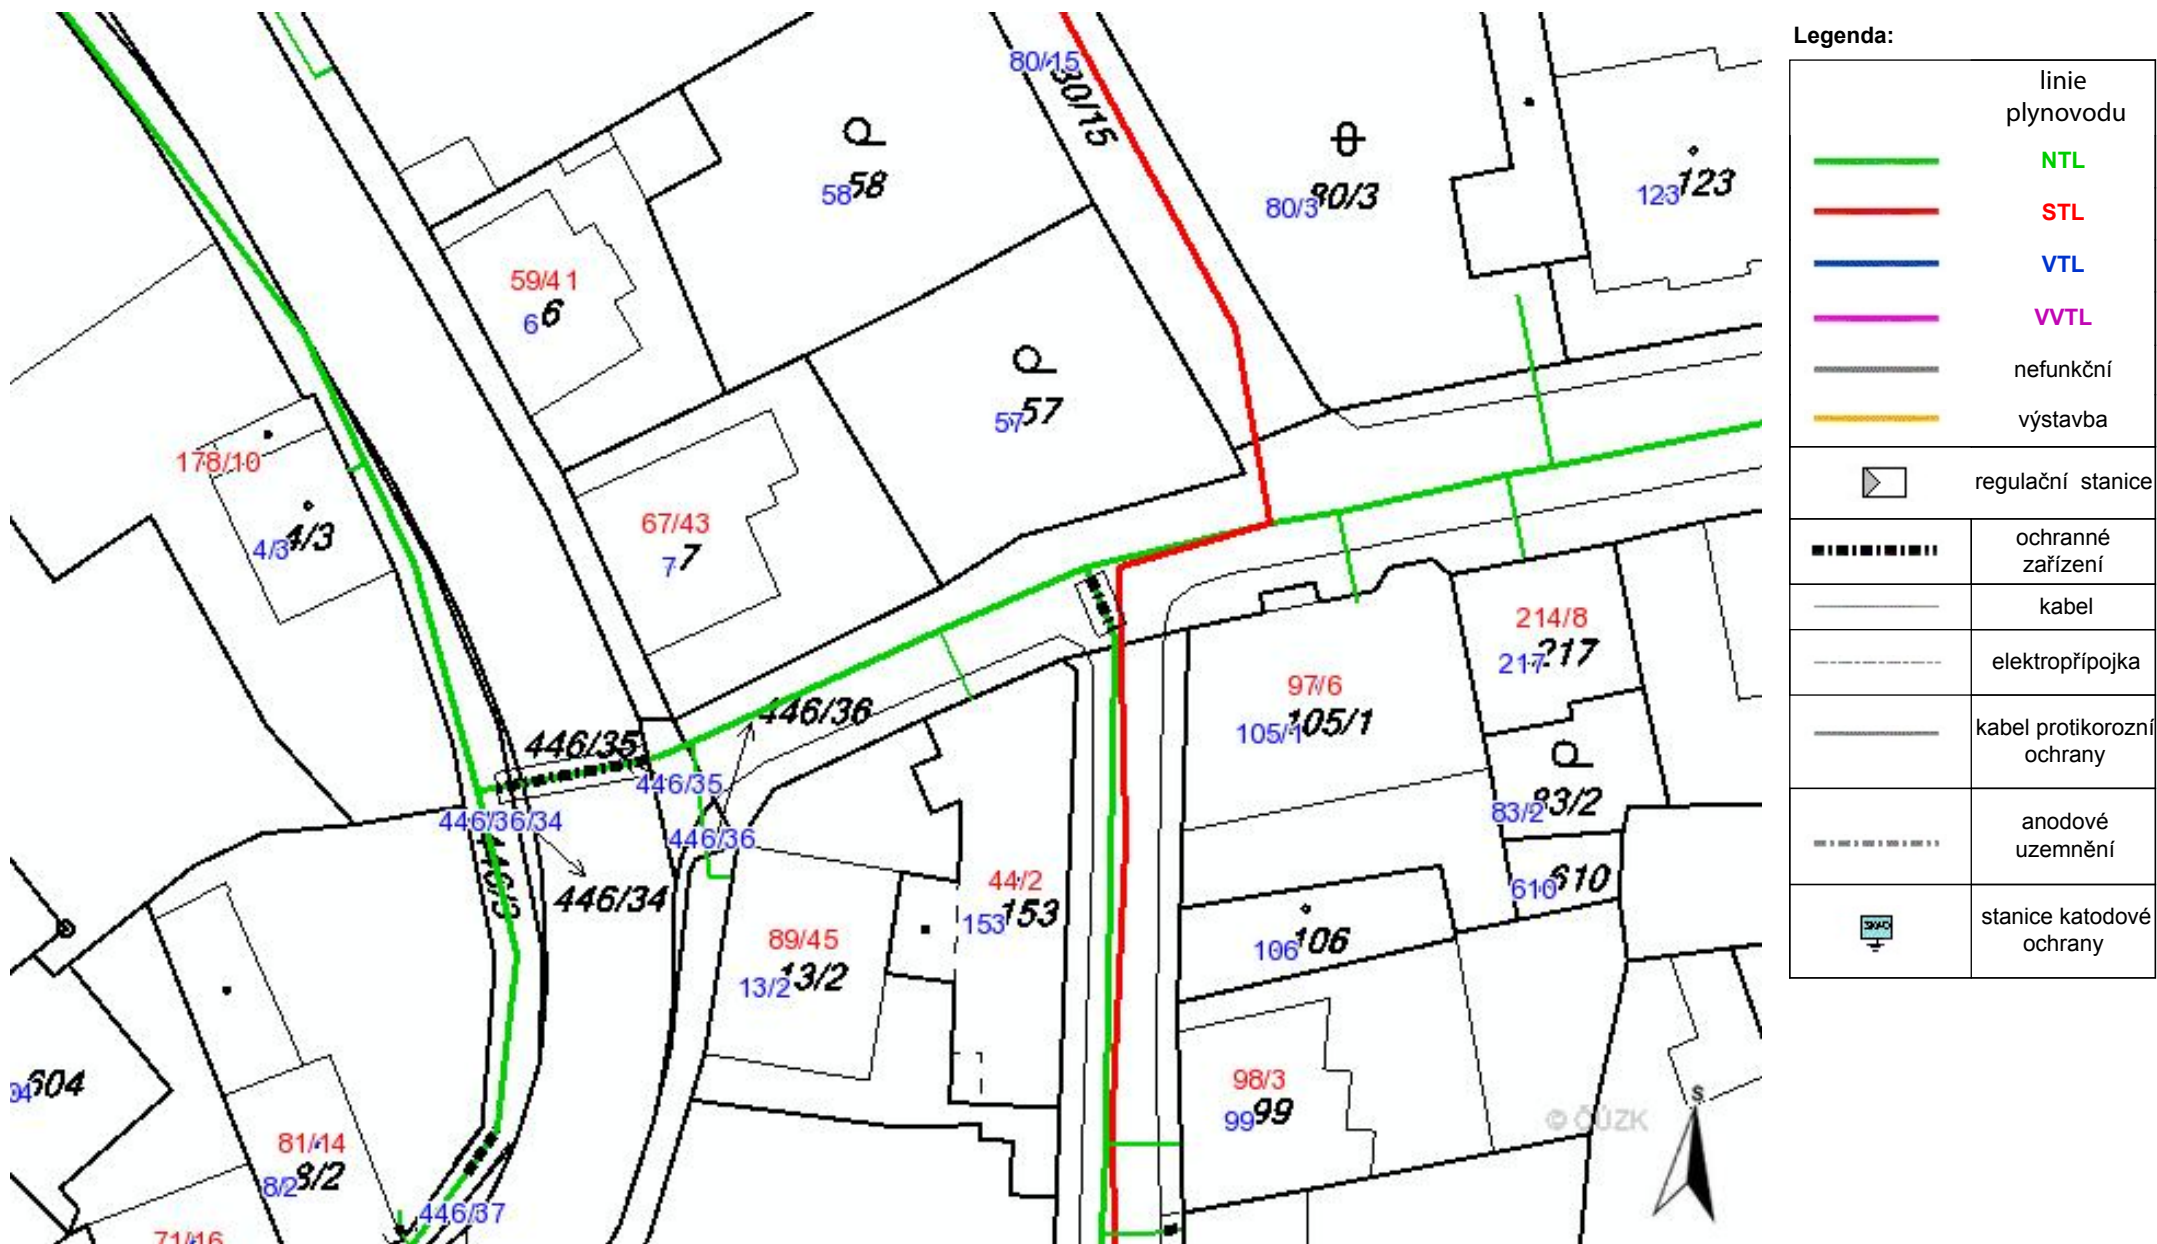 80/15
80/15
58
58
80/3
80/3
123
123
59/41
6
6
57
57
178/10
4/3
4/3
67/43
7
7
214/8
217
217
97/6
105/1
105/1
446/36
446/35
446/35
446/36/34
446/36
446/34
83/2
83/2
610
610
44/2
153
153
106
106
89/45
13/2
13/2
604
98/3
99
99
81/14
8/2
8/2
446/37
71/16
© ČÚZK
S
Legenda:
linie
plynovodu
NTL
STL
VTL
VVTL
nefunkční
výstavba
regulační stanice
ochranné
zařízení
kabel
elektropřípojka
kabel protikorozní
ochrany
anodové
uzemnění
stanice katodové
ochrany